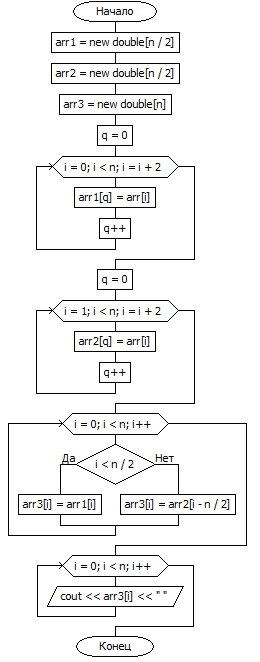 Начало
arr1 = new double[n / 2]
arr2 = new double[n / 2]
arr3 = new double[n]
q = 0
i = 0; i < n; i = i + 2
arr1[q] = arr[i]
q++
q = 0
i = 1; i < n; i = i + 2
arr2[q] = arr[i]
q++
i = 0; i < n; i++
Да
i < n / 2
Нет
arr3[i] = arr1[i]
arr3[i] = arr2[i - n / 2]
i = 0; i < n; i++
cout << arr3[i] << " "
Конец